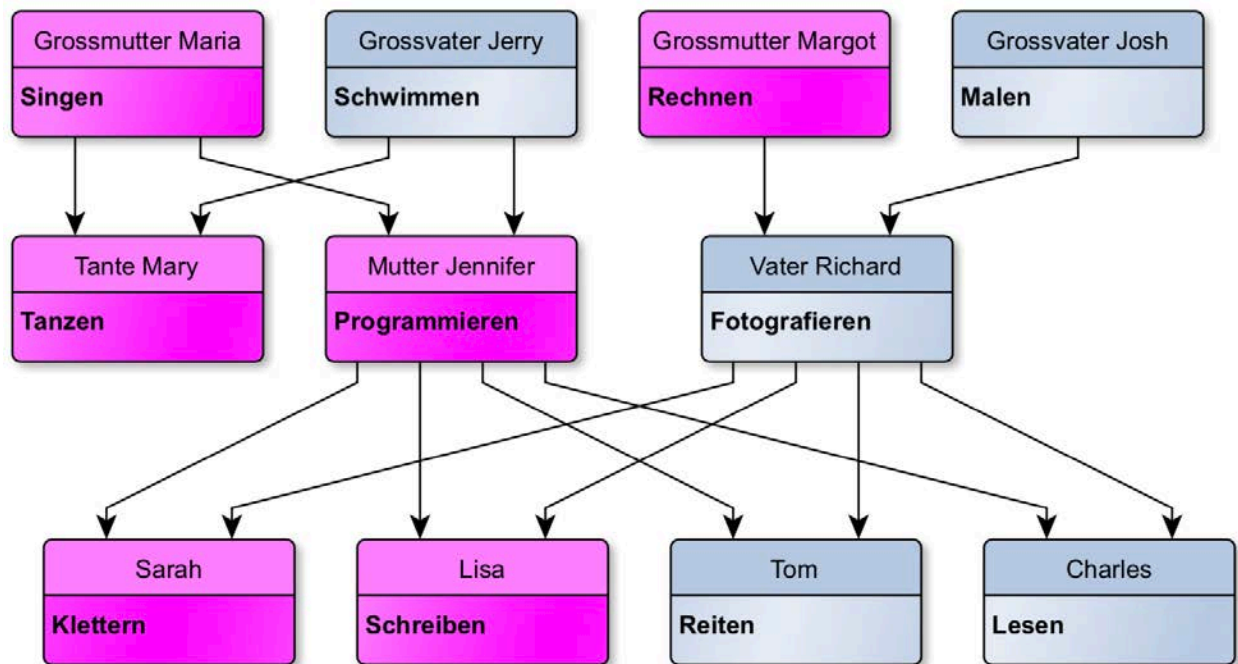 Grossmutter Maria
Singen
Grossvater Jerry
Schwimmen
Grossmutter Margot
Rechnen
Grossvater Josh
Malen
Tante Mary
Tanzen
Mutter Jennifer
Programmieren
Vater Richard
Fotografieren
Sarah
Klettern
Lisa
Schreiben
Tom
Reiten
Charles
Lesen